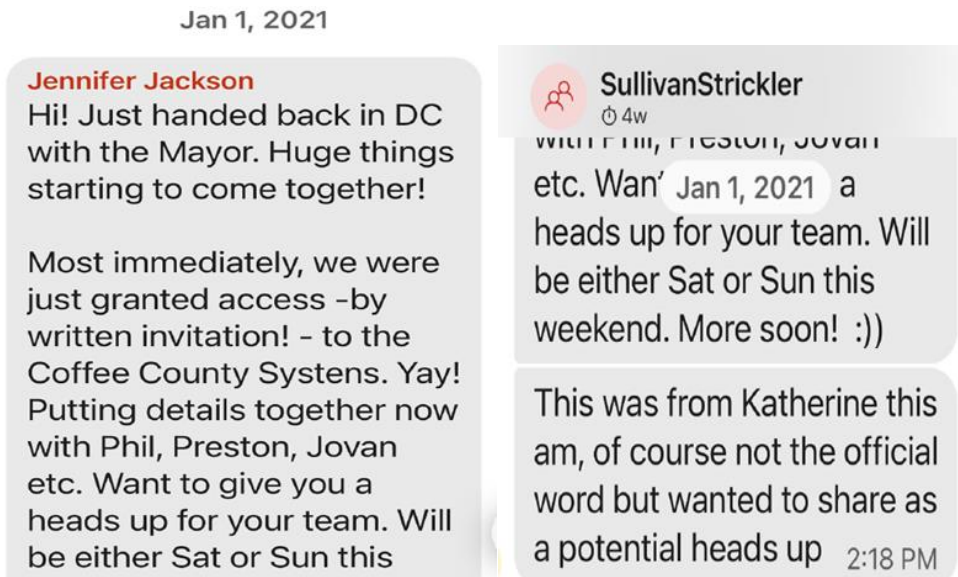 Jan 1, 2021
Jennifer Jackson
Hi! Just handed back in DC
with the Mayor. Huge things
starting to come together!
Most immediately, we were
just granted access -by
written invitation! - to the
Coffee County Systens. Yay!
Putting details together now
with Phil, Preston, Jovan
etc. Want to give you a
heads up for your team. Will
be either Sat or Sun this
SullivanStrickler
4w
with Phil, Preston, Jovan
etc. Wan Jan 1, 2021 a
heads up for your team. Will
be either Sat or Sun this
weekend. More soon! :))
This was from Katherine this
am, of course not the official
word but wanted to share as
a potential heads up 2:18 PM